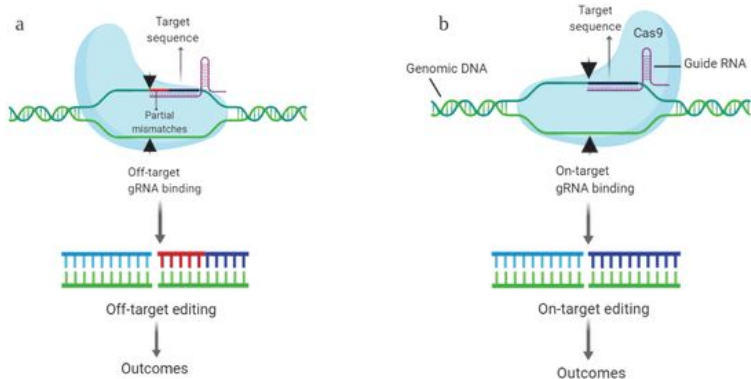 a
Target
sequence
Partial
mismatches
Off-target
gRNA binding
Off-target editing
Outcomes
b
Target
sequence
Cas9
Guide RNA
Genomic DNA
On-target
gRNA binding
On-target editing
Outcomes